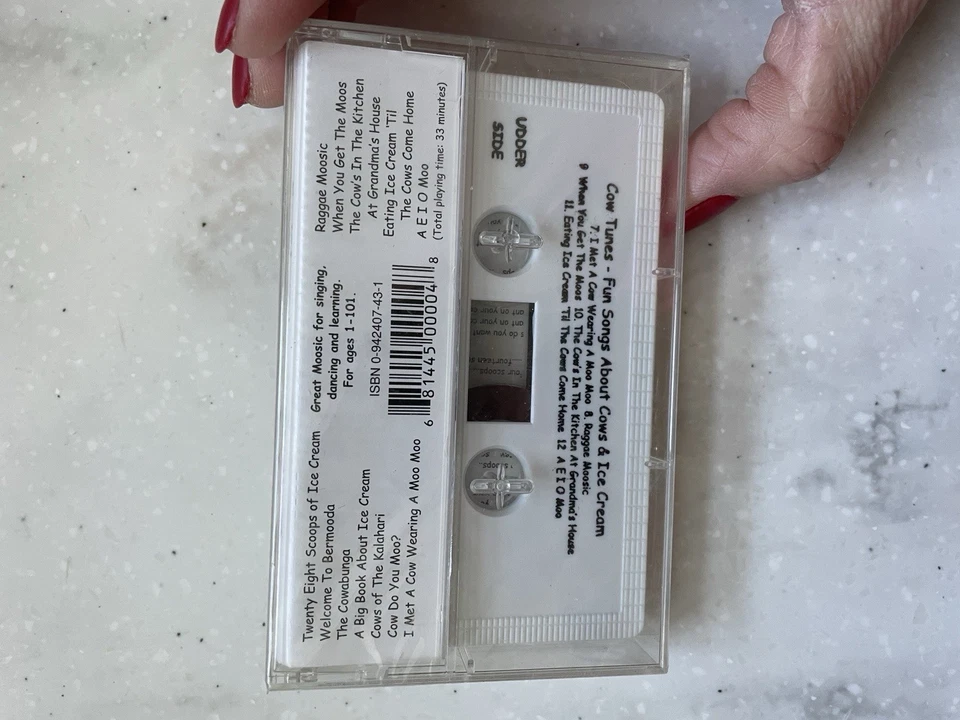 Twenty Eight Scoops of Ice Cream
Welcome To Bermooda
The Cowabunga
A Big Book About Ice Cream
Cows of The Kalahari
Cow Do You Moo?
I Met A Cow Wearing A Moo Moo
Great Moosic for singing,
dancing and learning.
For ages 1-101.
ISBN 0-942407-43-1
6 81445 00004 8
Raggae Moosic
When You Get The Moos
The Cow's In The Kitchen
At Grandma's House
Eating Ice Cream 'Til
The Cows Come Home
A E I O Moo
(Total playing time: 33 minutes)
UDDER
SIDE
Cow Tunes - Fun Songs About Cows & Ice Cream
7. I Met A Cow Wearing A Moo Moo 8. Raggae Moosic
9 When You Get The Moos 10. The Cow's In The Kitchen At Grandma's House
11. Eating Ice Cream 'Til The Cows Come Home 12 A E I O Moo